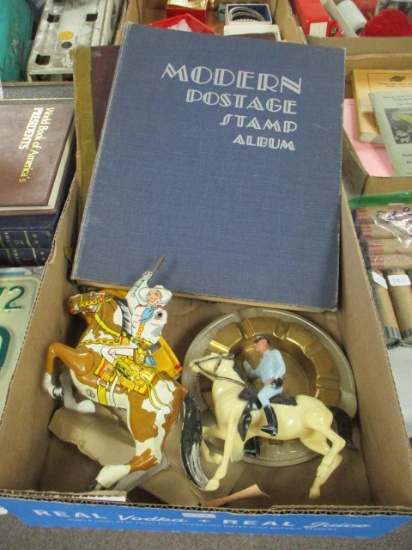 MODERN
POSTAGE
STAMP
ALBUM
World Book of America's
PRESIDENTS
REAL Vodka + REAL Juice